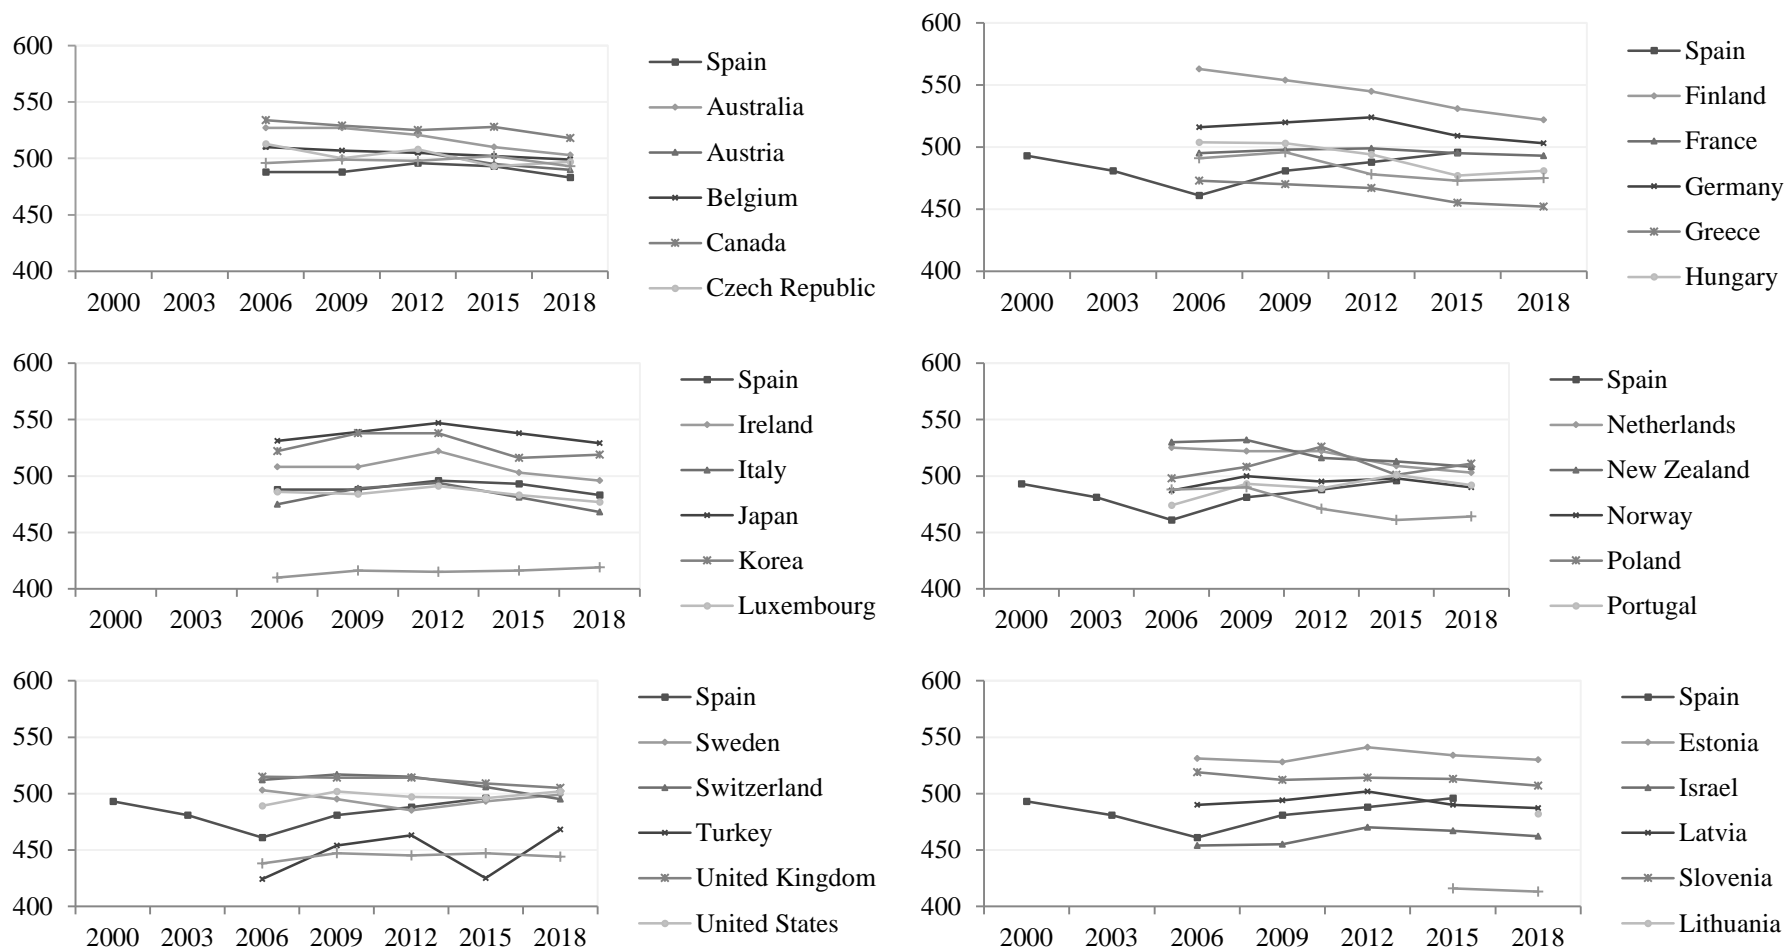 600
550
500
450
400
2000 2003 2006 2009 2012 2015 2018
Spain
Australia
Austria
Belgium
Canada
Czech Republic
600
550
500
450
400
2000 2003 2006 2009 2012 2015 2018
Spain
Finland
France
Germany
Greece
Hungary
600
550
500
450
400
2000 2003 2006 2009 2012 2015 2018
Spain
Ireland
Italy
Japan
Korea
Luxembourg
600
550
500
450
400
2000 2003 2006 2009 2012 2015 2018
Spain
Netherlands
New Zealand
Norway
Poland
Portugal
600
550
500
450
400
2000 2003 2006 2009 2012 2015 2018
Spain
Sweden
Switzerland
Turkey
United Kingdom
United States
600
550
500
450
400
2000 2003 2006 2009 2012 2015 2018
Spain
Estonia
Israel
Latvia
Slovenia
Lithuania